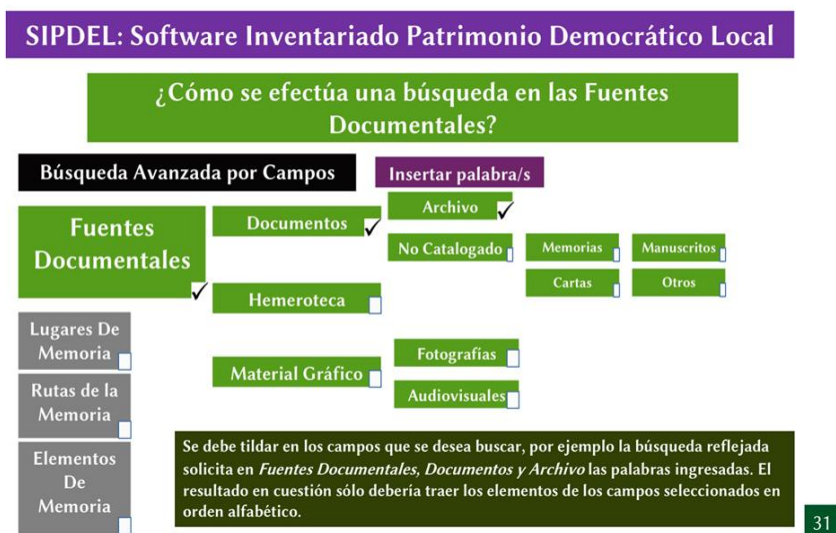 SIPDEL: Software Inventariado Patrimonio Democrático Local
¿Cómo se efectúa una búsqueda en las Fuentes
Documentales?
Búsqueda Avanzada por Campos
Insertar palabra/s
Fuentes
Documentales
Documentos
Archivo
No Catalogado
Memorias
Manuscritos
Cartas
Otros
Hemeroteca
Material Gráfico
Fotografías
Audiovisuales
Lugares De
Memoria
Rutas de la
Memoria
Elementos
De
Memoria
Se debe tildar en los campos que se desea buscar, por ejemplo la búsqueda reflejada
solicita en Fuentes Documentales, Documentos y Archivo las palabras ingresadas. El
resultado en cuestión sólo debería traer los elementos de los campos seleccionados en
orden alfabético.
31